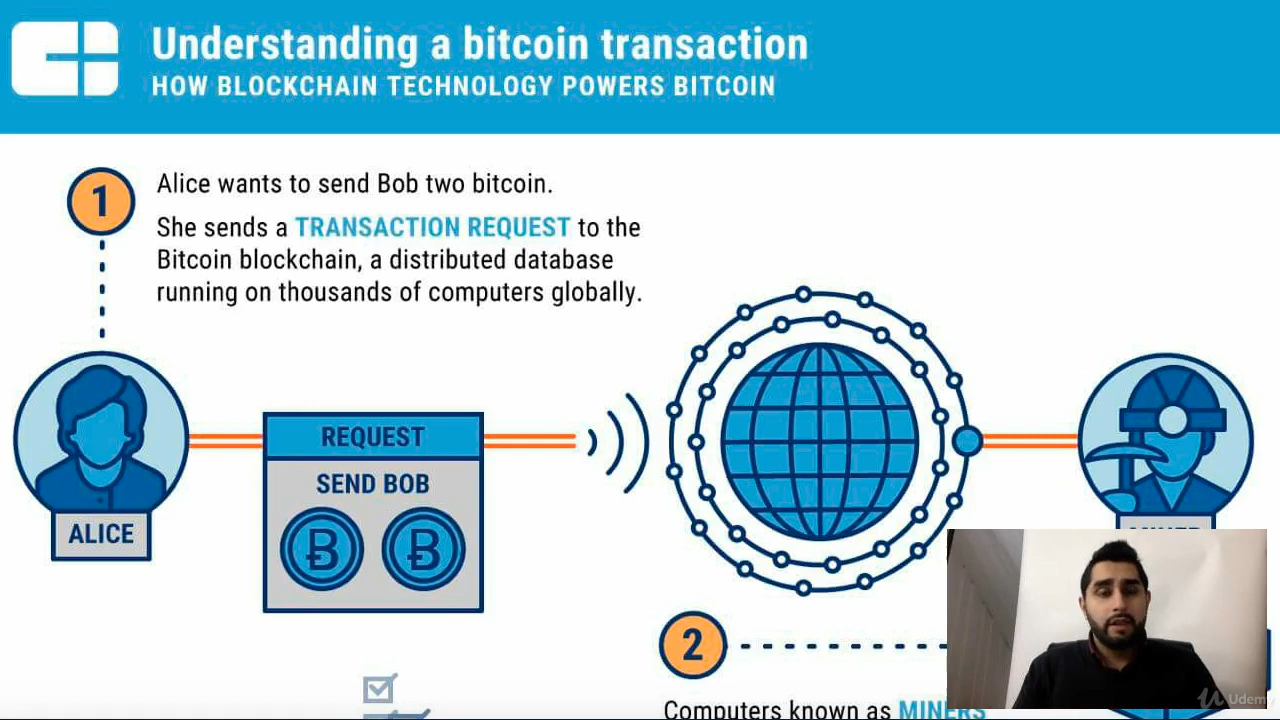 Understanding a bitcoin transaction
HOW BLOCKCHAIN TECHNOLOGY POWERS BITCOIN
1
Alice wants to send Bob two bitcoin.
She sends a TRANSACTION REQUEST to the
Bitcoin blockchain, a distributed database
running on thousands of computers globally.
REQUEST
SEND BOB
ALICE
2
Computers known as MINERS
Udemy